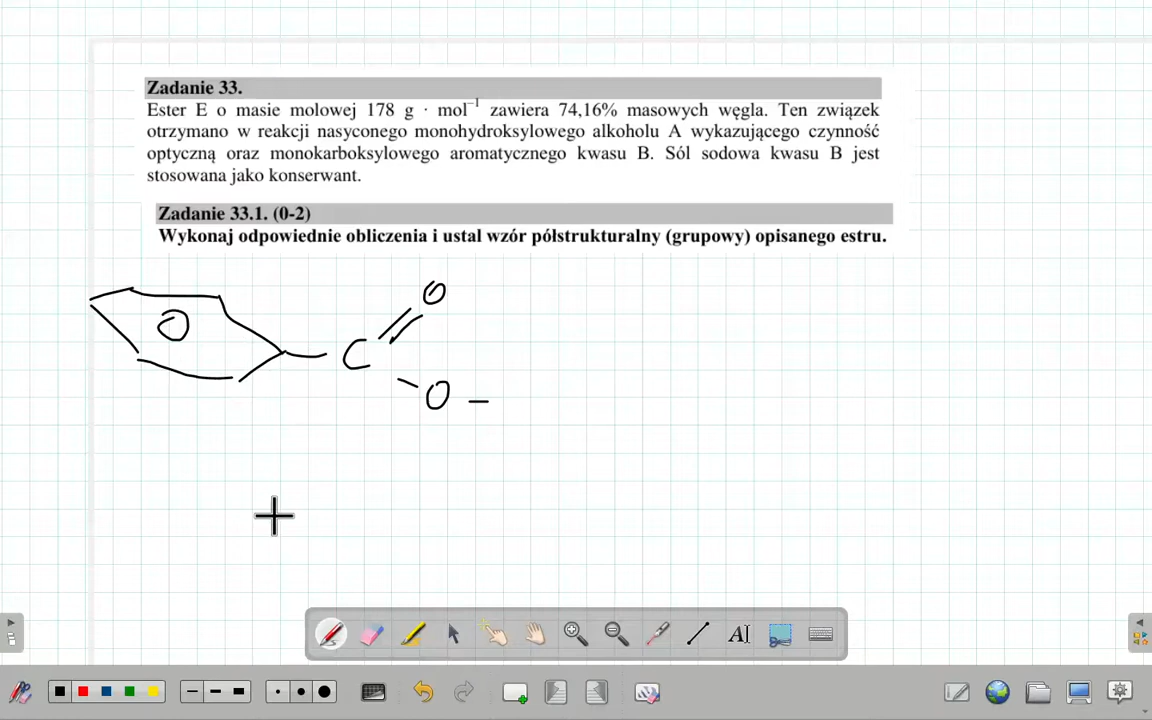 Zadanie 33.
Ester E o masie molowej 178 g · mol⁻¹ zawiera 74,16% masowych węgla. Ten związek
otrzymano w reakcji nasyconego monohydroksylowego alkoholu A wykazującego czynność
optyczną oraz monokarboksylowego aromatycznego kwasu B. Sól sodowa kwasu B jest
stosowana jako konserwant.
Zadanie 33.1. (0-2)
Wykonaj odpowiednie obliczenia i ustal wzór półstrukturalny (grupowy) opisanego estru.
O
C
O –
AI